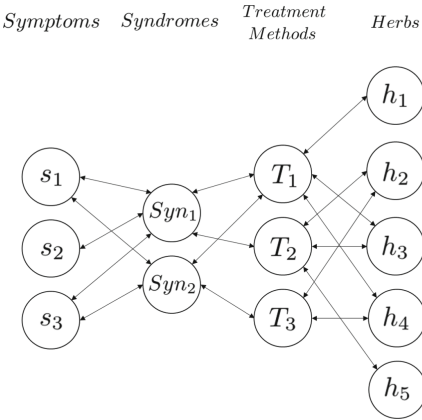 Symptoms Syndromes Treatment Methods Herbs
h1
s1 T1 h2
Syn1
s2 T2 h3
Syn2
s3 T3 h4
h5